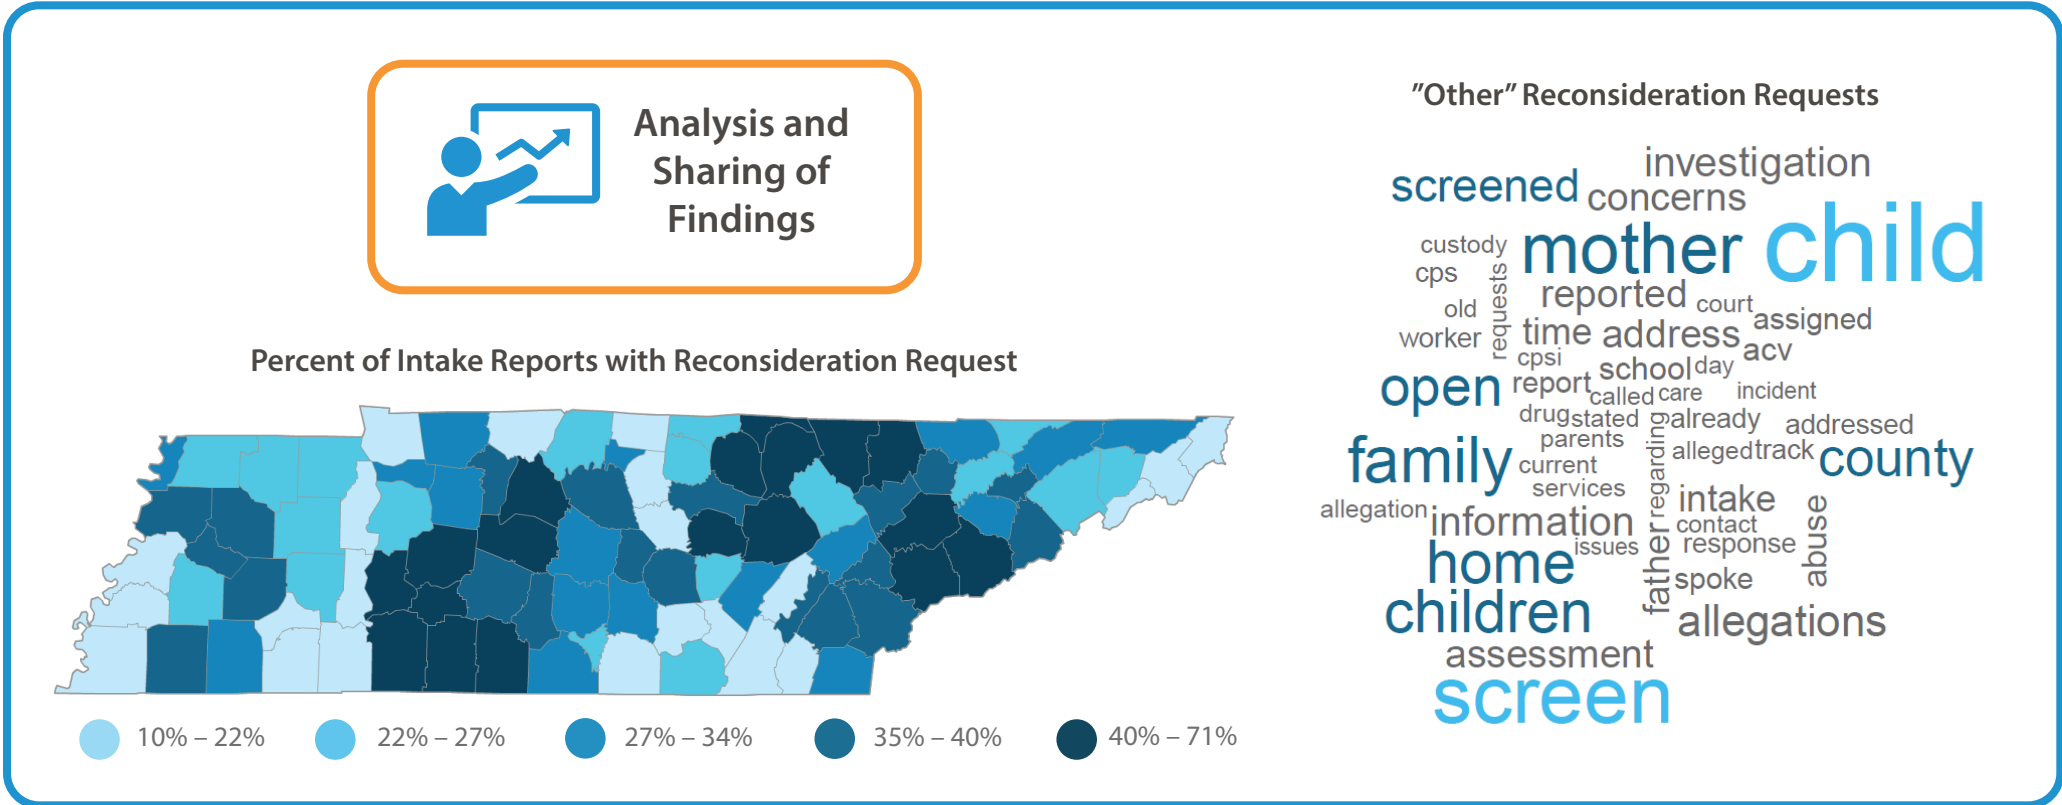 Analysis and
Sharing of
Findings
Percent of Intake Reports with Reconsideration Request
10% – 22%
22% – 27%
27% – 34%
35% – 40%
40% – 71%
”Other” Reconsideration Requests
investigation
screened
concerns
mother
child
custody
cps
requests
reported
court
old
assigned
worker
time
address
acv
cpsi
school
day
open
report
called
care
incident
drug
stated
already
addressed
parents
regarding
alleged
track
family
current
county
services
intake
allegation
information
contact
abuse
issues
response
home
father
spoke
children
allegations
assessment
screen